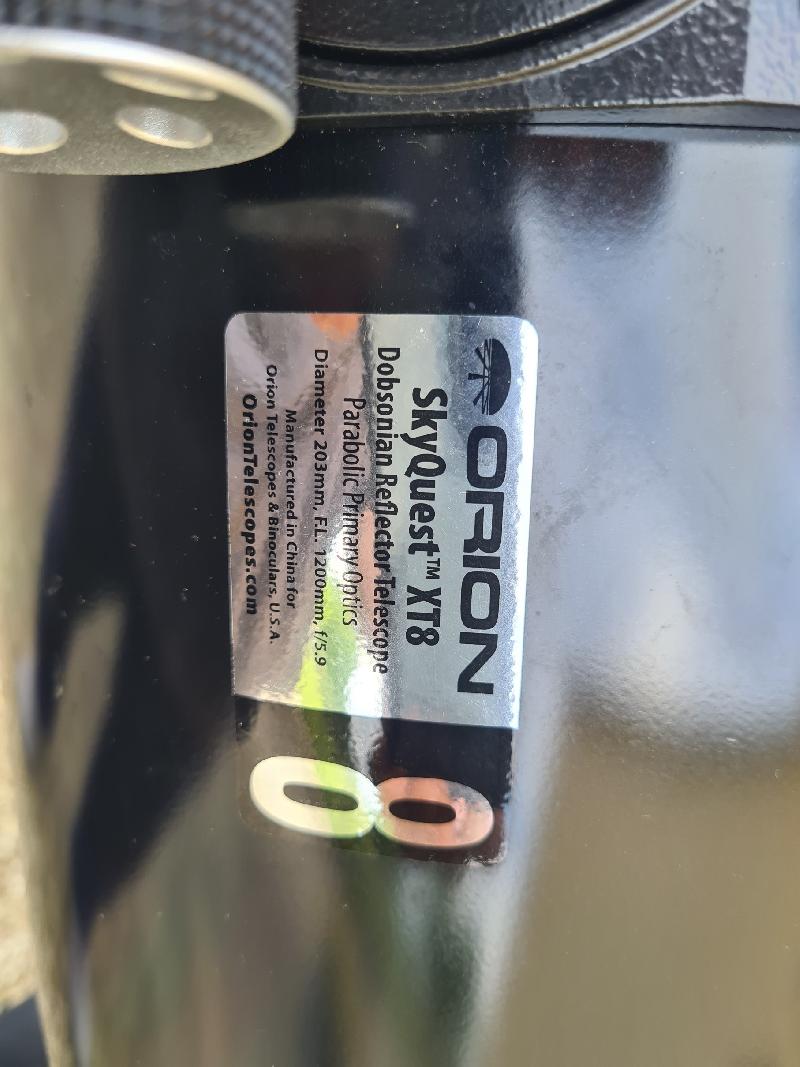 ORION
SkyQuest™ XT8
Dobsonian Reflector Telescope
Parabolic Primary Optics
Diameter 203mm, F.L. 1200mm, f/5.9
Manufactured in China for
Orion Telescopes & Binoculars, U.S.A.
OrionTelescopes.com
8